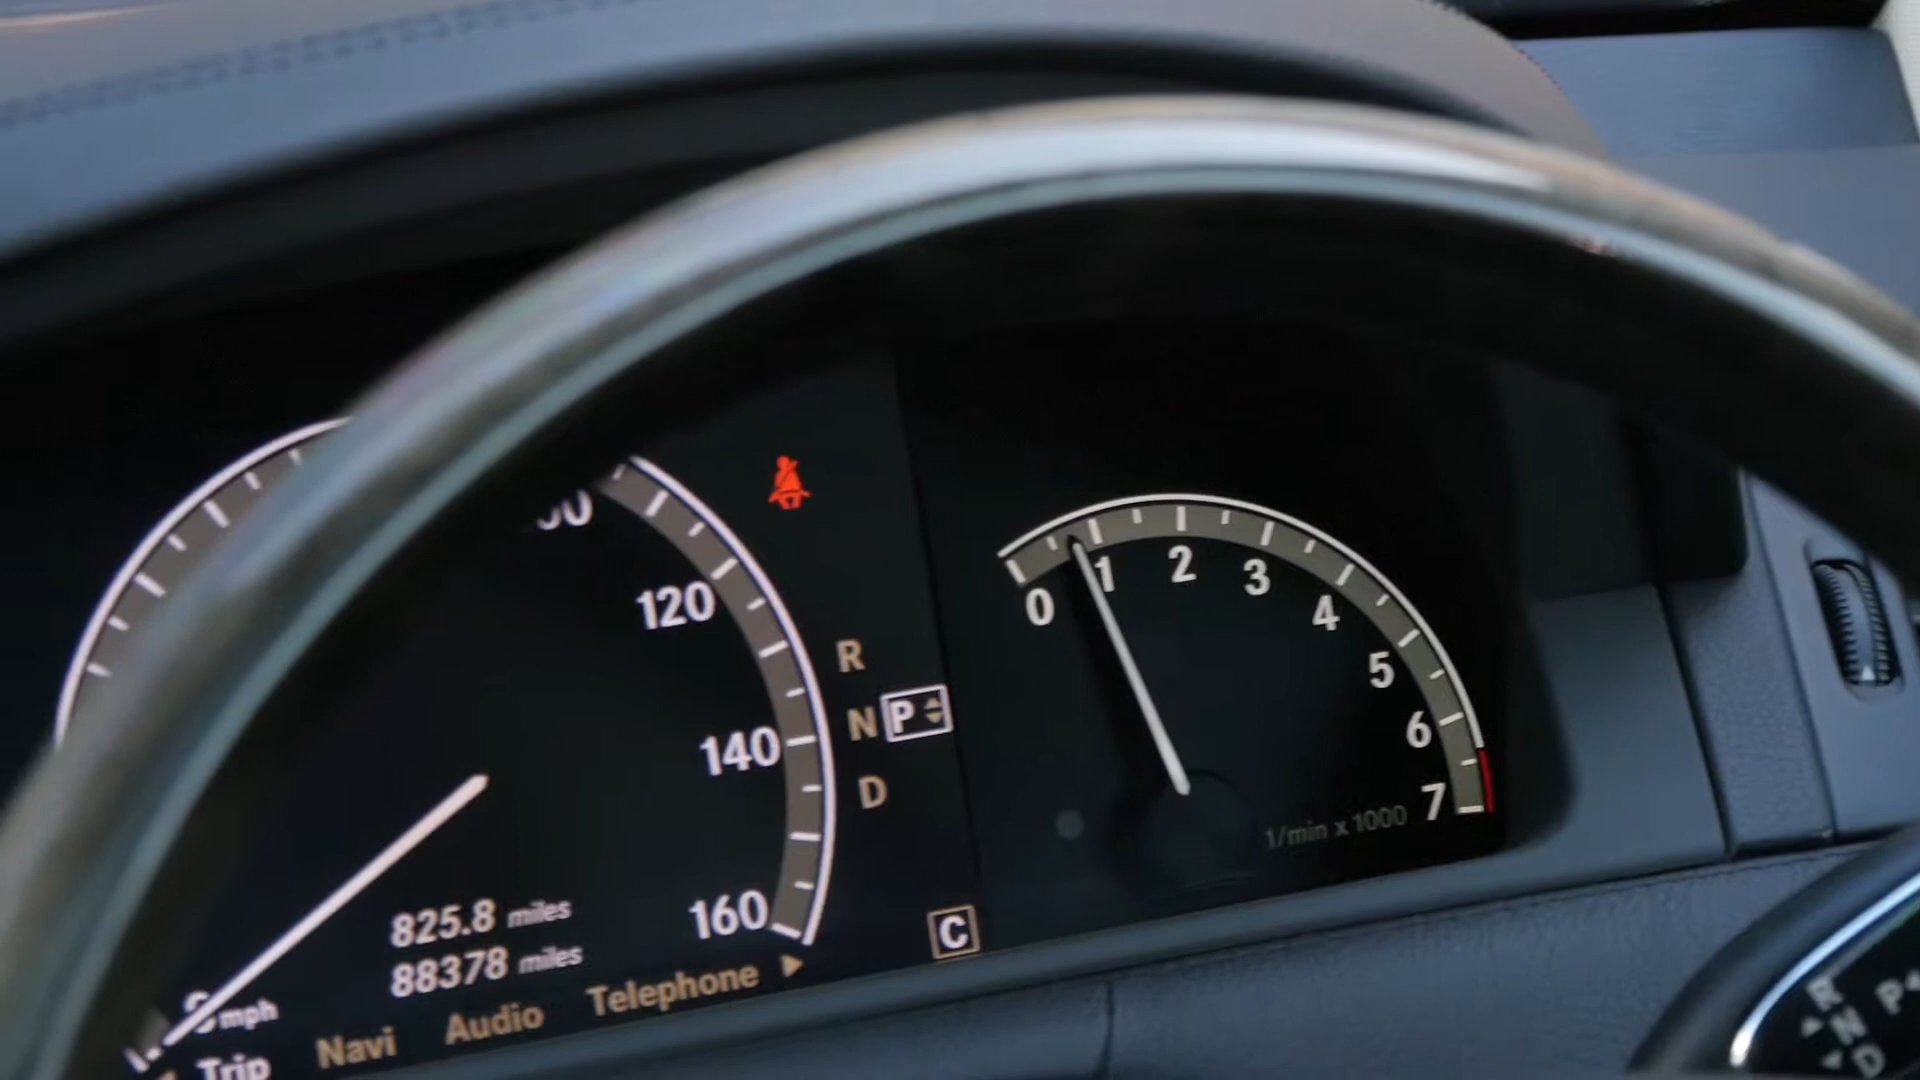 120
140
160
R
N P
D
825.8 miles
88378 miles
mph
Trip Navi Audio Telephone
C
0 1 2 3 4 5 6 7
1/min x 1000
R
N P
D